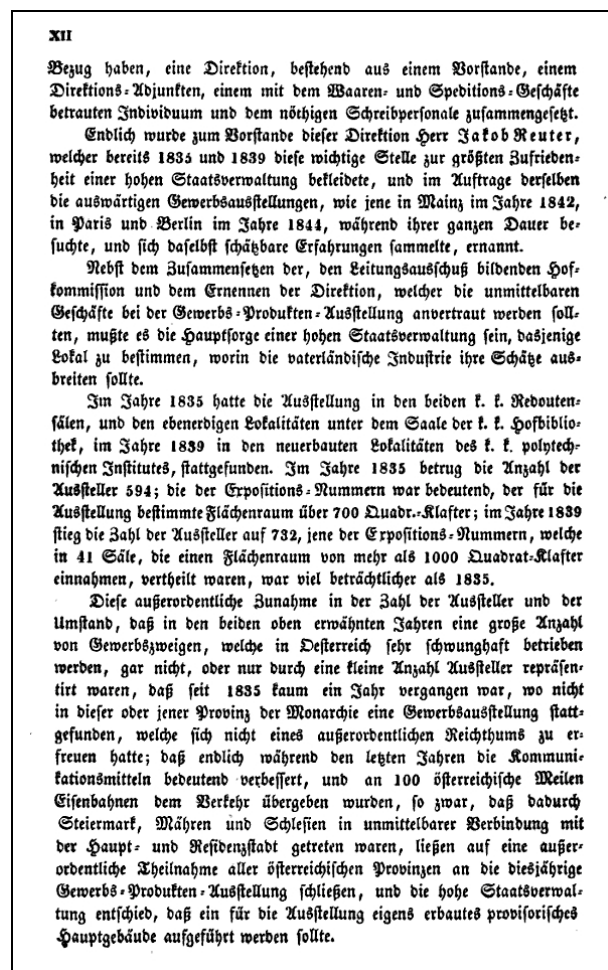 XII
Bezug haben, eine Direktion, bestehend aus einem Vorstande, einem
Direktions-Adjunkten, einem mit dem Waaren- und Speditions-Geschäfte
betrauten Individuum und dem nöthigen Schreibpersonale zusammengesetzt.
Endlich wurde zum Vorstande dieser Direktion Herr Jakob Reuter,
welcher bereits 1835 und 1839 diese wichtige Stelle zur größten Zufrieden-
heit einer hohen Staatsverwaltung bekleidete, und im Auftrage derselben
die auswärtigen Gewerbsausstellungen, wie jene in Mainz im Jahre 1842,
in Paris und Berlin im Jahre 1844, während ihrer ganzen Dauer be-
suchte, und sich daselbst schätzbare Erfahrungen sammelte, ernannt.
Nebst dem Zusammensetzen der, den Leitungsausschuß bildenden Hof-
kommission und dem Ernennen der Direktion, welcher die unmittelbaren
Geschäfte bei der Gewerbs-Produkten-Ausstellung anvertraut werden soll-
ten, mußte es die Hauptsorge einer hohen Staatsverwaltung sein, dasjenige
Lokal zu bestimmen, worin die vaterländische Industrie ihre Schätze aus-
breiten sollte.
Im Jahre 1835 hatte die Ausstellung in den beiden k. k. Redouten-
sälen, und den ebenerdigen Lokalitäten unter dem Saale der k. k. Hofbiblio-
thek, im Jahre 1839 in den neuerbauten Lokalitäten des k. k. polytech-
nischen Institutes, stattgefunden. Im Jahre 1835 betrug die Anzahl der
Aussteller 594; die der Expositions-Nummern war bedeutend, der für die
Ausstellung bestimmte Flächenraum über 700 Quadr.-Klafter; im Jahre 1839
stieg die Zahl der Aussteller auf 732, jene der Expositions-Nummern, welche
in 41 Säle, die einen Flächenraum von mehr als 1000 Quadrat-Klafter
einnahmen, vertheilt waren, war viel beträchtlicher als 1835.
Diese außerordentliche Zunahme in der Zahl der Aussteller und der
Umstand, daß in den beiden oben erwähnten Jahren eine große Anzahl
von Gewerbszweigen, welche in Oesterreich sehr schwunghaft betrieben
werden, gar nicht, oder nur durch eine kleine Anzahl Aussteller repräsen-
tirt waren, daß seit 1835 kaum ein Jahr vergangen war, wo nicht
in dieser oder jener Provinz der Monarchie eine Gewerbsausstellung statt-
gefunden, welche sich nicht eines außerordentlichen Reichthums zu er-
freuen hatte; daß endlich während den letzten Jahren die Kommuni-
kationsmitteln bedeutend verbessert, und an 100 österreichische Meilen
Eisenbahnen dem Verkehr übergeben wurden, so zwar, daß dadurch
Steiermark, Mähren und Schlesien in unmittelbarer Verbindung mit
der Haupt- und Residenzstadt getreten waren, ließen auf eine außer-
ordentliche Theilnahme aller österreichischen Provinzen an die diesjährige
Gewerbs-Produkten-Ausstellung schließen, und die hohe Staatsverwal-
tung entschied, daß ein für die Ausstellung eigens erbautes provisorisches
Hauptgebäude aufgeführt werden sollte.